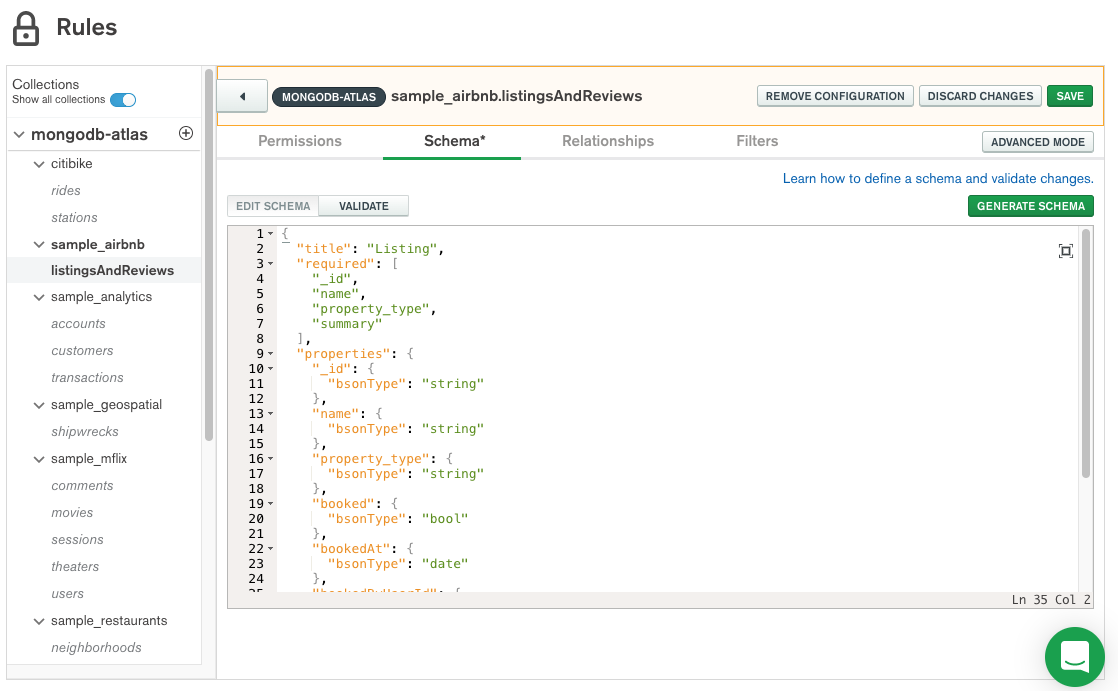 Rules
Collections
Show all collections
mongodb-atlas
citibike
rides
stations
sample_airbnb
listingsAndReviews
sample_analytics
accounts
customers
transactions
sample_geospatial
shipwrecks
sample_mflix
comments
movies
sessions
theaters
users
sample_restaurants
neighborhoods
MONGODB-ATLAS sample_airbnb.listingsAndReviews REMOVE CONFIGURATION DISCARD CHANGES SAVE
Permissions Schema* Relationships Filters ADVANCED MODE
Learn how to define a schema and validate changes.
EDIT SCHEMA VALIDATE GENERATE SCHEMA
1 {
2 "title": "Listing",
3 "required": [
4 "_id",
5 "name",
6 "property_type",
7 "summary"
8 ],
9 "properties": {
10 "_id": {
11 "bsonType": "string"
12 },
13 "name": {
14 "bsonType": "string"
15 },
16 "property_type": {
17 "bsonType": "string"
18 },
19 "booked": {
20 "bsonType": "bool"
21 },
22 "bookedAt": {
23 "bsonType": "date"
24 },
25 "bookedByUserId": {
Ln 35 Col 2